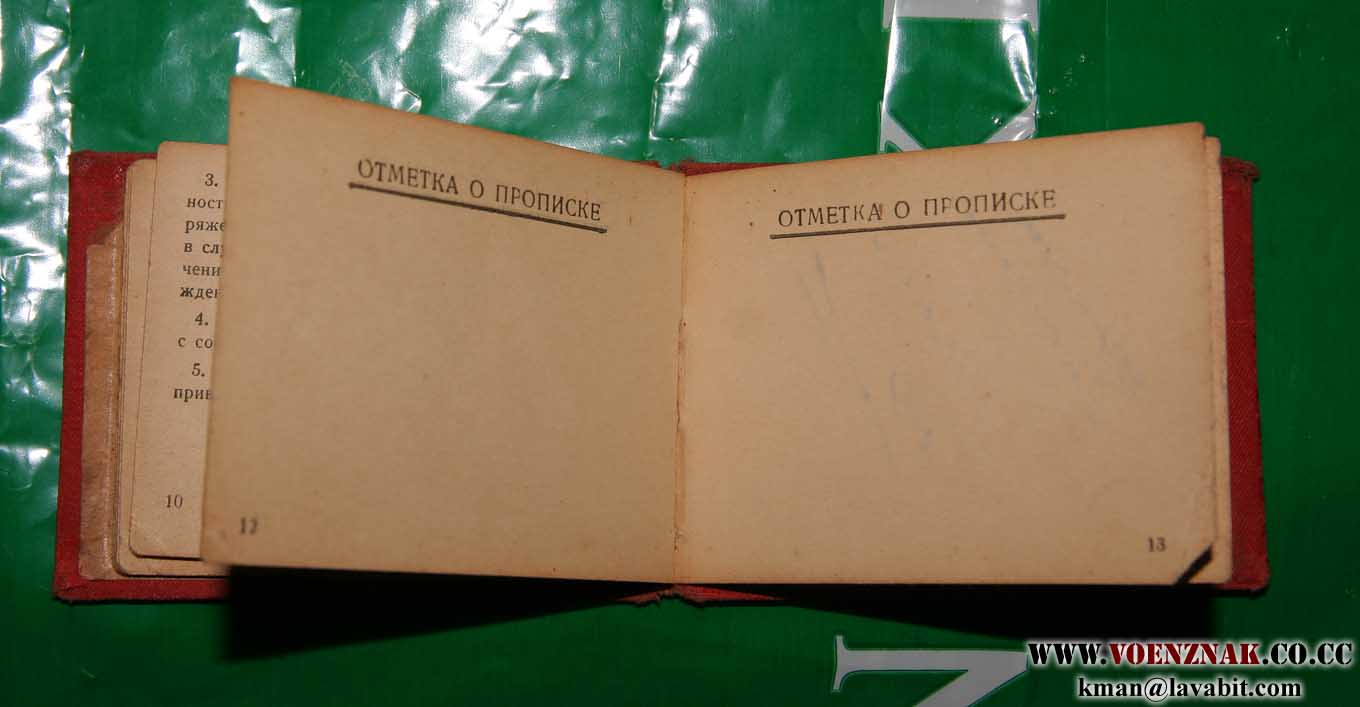 3.
ност
ряже
в сл
чени
жден
4.
с со
5.
прив
10
ОТМЕТКА О ПРОПИСКЕ
12
ОТМЕТКА О ПРОПИСКЕ
13
WWW.VOENZNAK.CO.CC
kman@lavabit.com